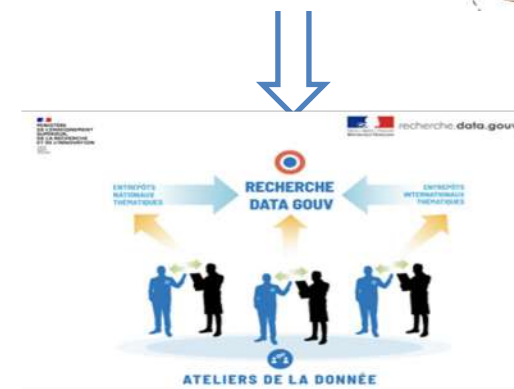 MINISTÈRE
DE L'ENSEIGNEMENT
SUPÉRIEUR,
DE LA RECHERCHE
ET DE L'INNOVATION
recherche.data.gouv
RECHERCHE
DATA GOUV
ENTREPÔTS
NATIONAUX
THÉMATIQUES
ENTREPÔTS
INTERNATIONAUX
THÉMATIQUES
ATELIERS DE LA DONNÉE